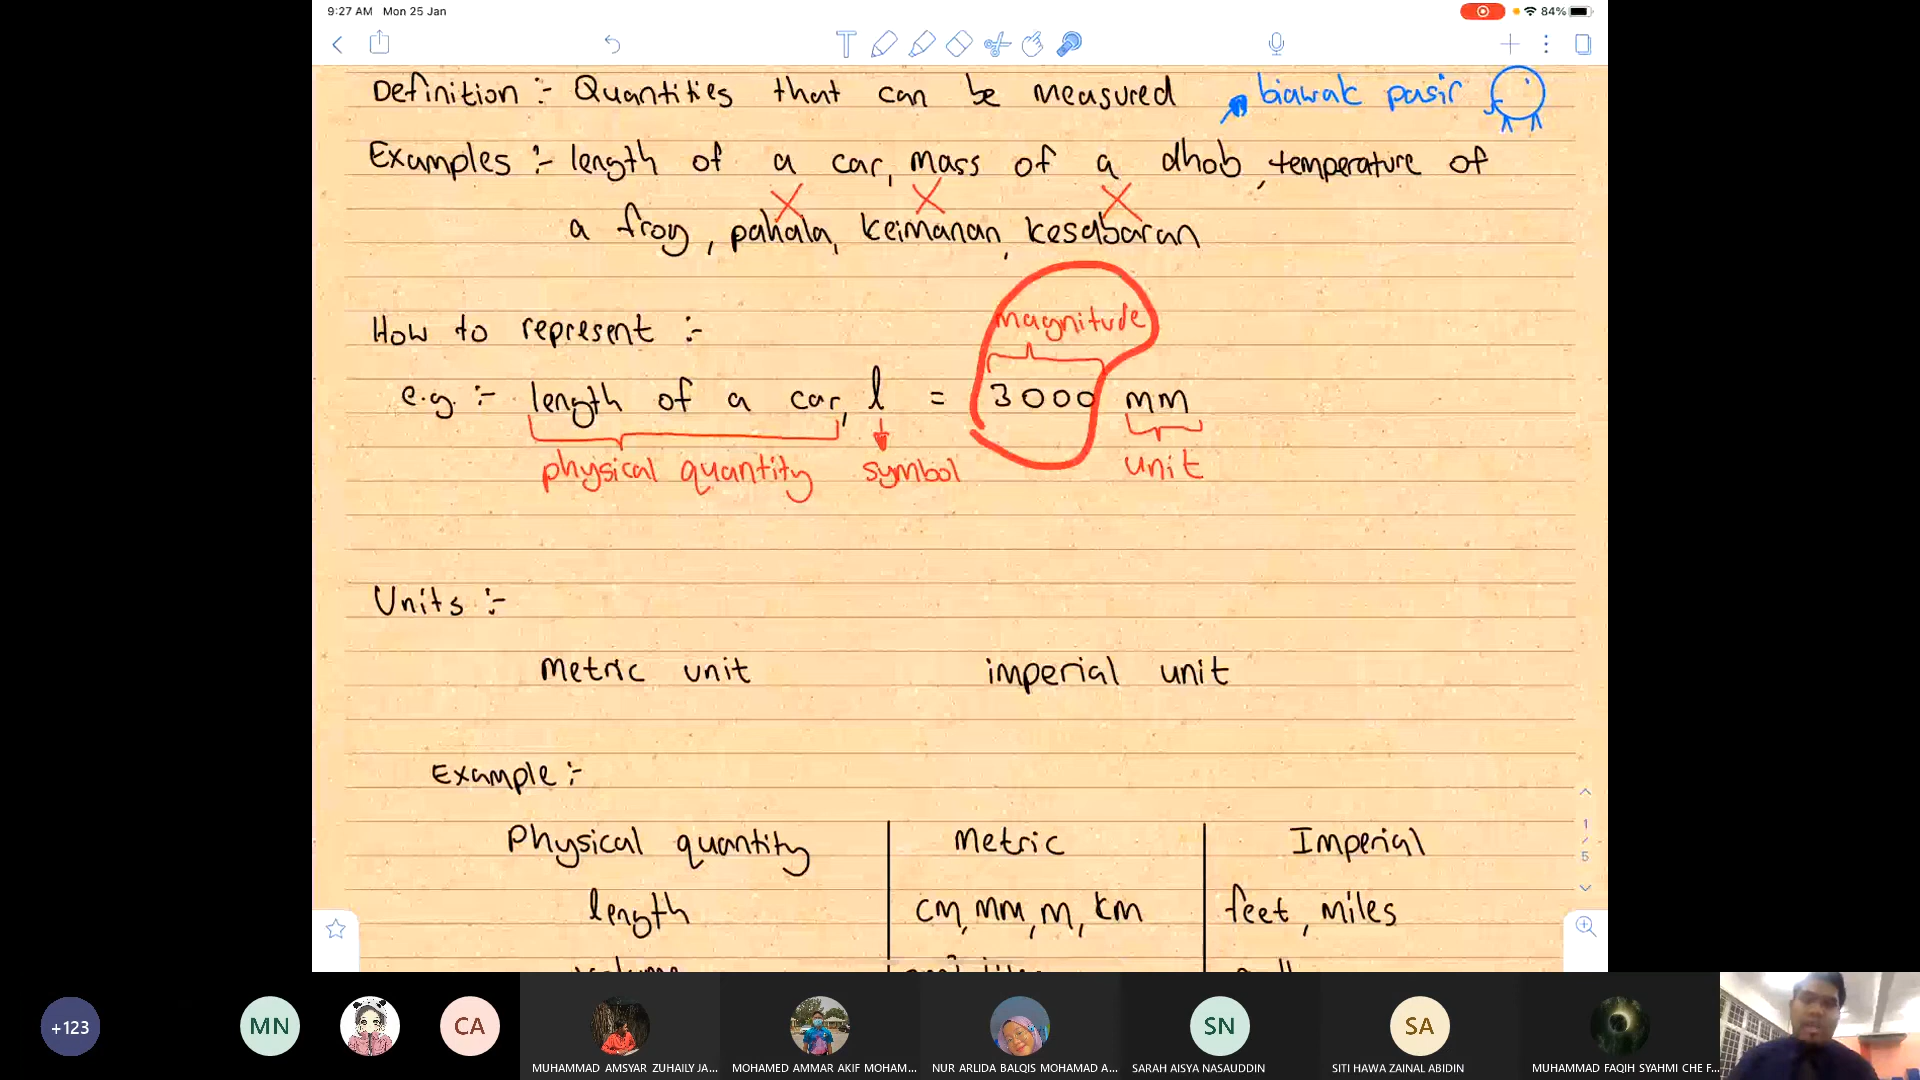 9:27 AM Mon 25 Jan
84%
Definition :- Quantities that can be measured
biawak pasir
Examples :- length of a car, mass of a dhob, temperature of
a frog, pahala, keimanan, kesabaran
magnitude
How to represent :-
e.g. :- length of a car, l = 3000 mm
physical quantity symbol unit
Units :-
metric unit imperial unit
Example :-
Physical quantity Metric Imperial
length cm, mm, m, km feet, miles
1
/
5
+123
MN
CA
SN
SA
MUHAMMAD AMSYAR ZUHAILY JA...
MOHAMED AMMAR AKIF MOHAM...
NUR ARLIDA BALQIS MOHAMAD A...
SARAH AISYA NASAUDDIN
SITI HAWA ZAINAL ABIDIN
MUHAMMAD FAQIH SYAHMI CHE F...